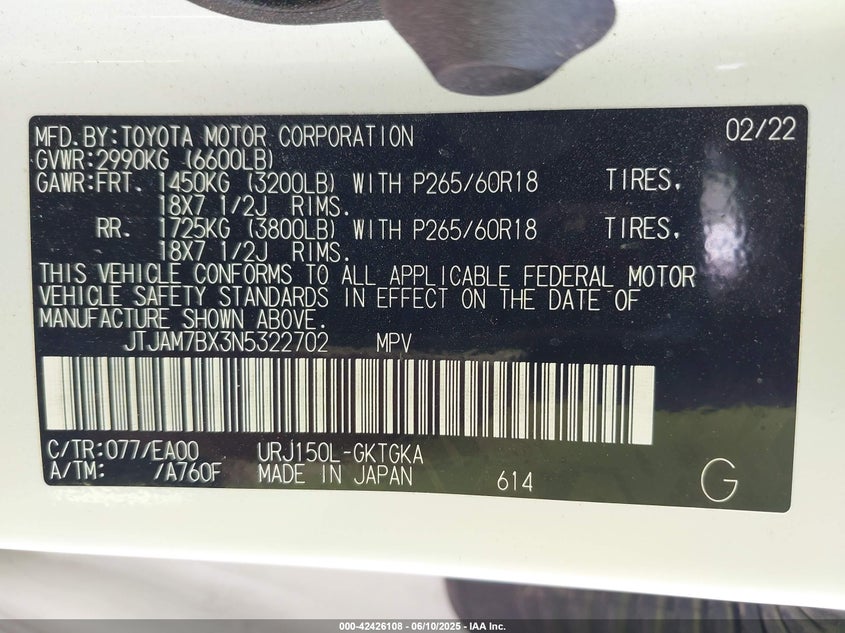 MFD.BY:TOYOTA MOTOR CORPORATION 02/22
GVWR:2990KG (6600LB)
GAWR:FRT. 1450KG (3200LB) WITH P265/60R18 TIRES,
18X7 1/2J RIMS.
RR. 1725KG (3800LB) WITH P265/60R18 TIRES,
18X7 1/2J RIMS.
THIS VEHICLE CONFORMS TO ALL APPLICABLE FEDERAL MOTOR
VEHICLE SAFETY STANDARDS IN EFFECT ON THE DATE OF
MANUFACTURE SHOWN ABOVE.
JTJAM7BX3N5322702 MPV
C/TR:077/EA00 URJ150L-GKTGKA
A/TM: /A760F MADE IN JAPAN 614 G
000-42426108 - 06/10/2025 - IAA Inc.